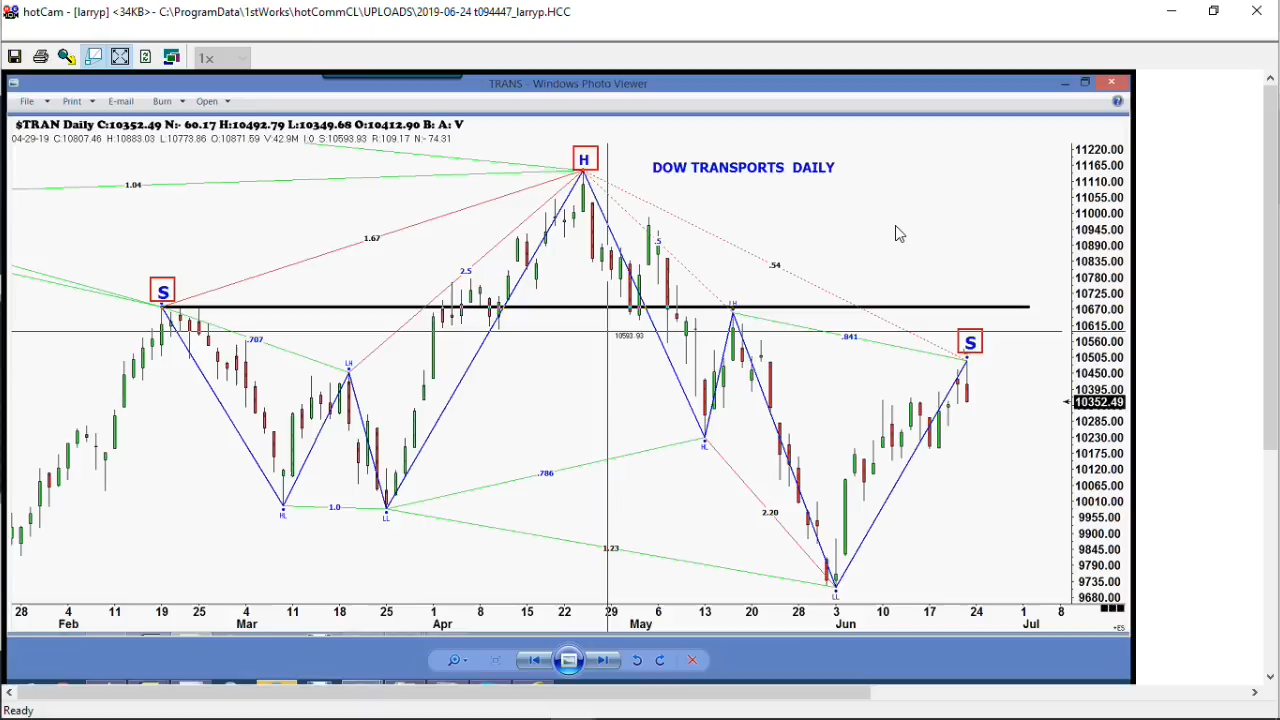 hotCam - [larryp] <34KB>- C:\ProgramData\1stWorks\hotCommCL\UPLOADS\2019-06-24 t094447_larryp.HCC
1x
TRANS - Windows Photo Viewer
File Print E-mail Burn Open
$TRAN Daily C:10352.49 N:- 60.17 H:10492.79 L:10349.68 O:10412.90 B: A: V
04-29-19 C:10807.46 H:10883.03 L:10773.86 O:10871.59 V:42.9M I:0 S:10593.93 R:109.17 N:- 74.31
DOW TRANSPORTS DAILY
H
S
S
1.04
1.67
2.5
.5
.54
.707
.841
1.0
.786
1.23
2.20
LH
LH
HL
LL
HL
LL
10593.93
11220.00
11165.00
11110.00
11055.00
11000.00
10945.00
10890.00
10835.00
10780.00
10725.00
10670.00
10615.00
10560.00
10505.00
10450.00
10395.00
10352.49
10285.00
10230.00
10175.00
10120.00
10065.00
10010.00
9955.00
9900.00
9845.00
9790.00
9735.00
9680.00
28 4 11 19 25 4 11 18 25 1 8 15 22 29 6 13 20 28 3 10 17 24 1 8
Feb Mar Apr May Jun Jul
+ES
Ready